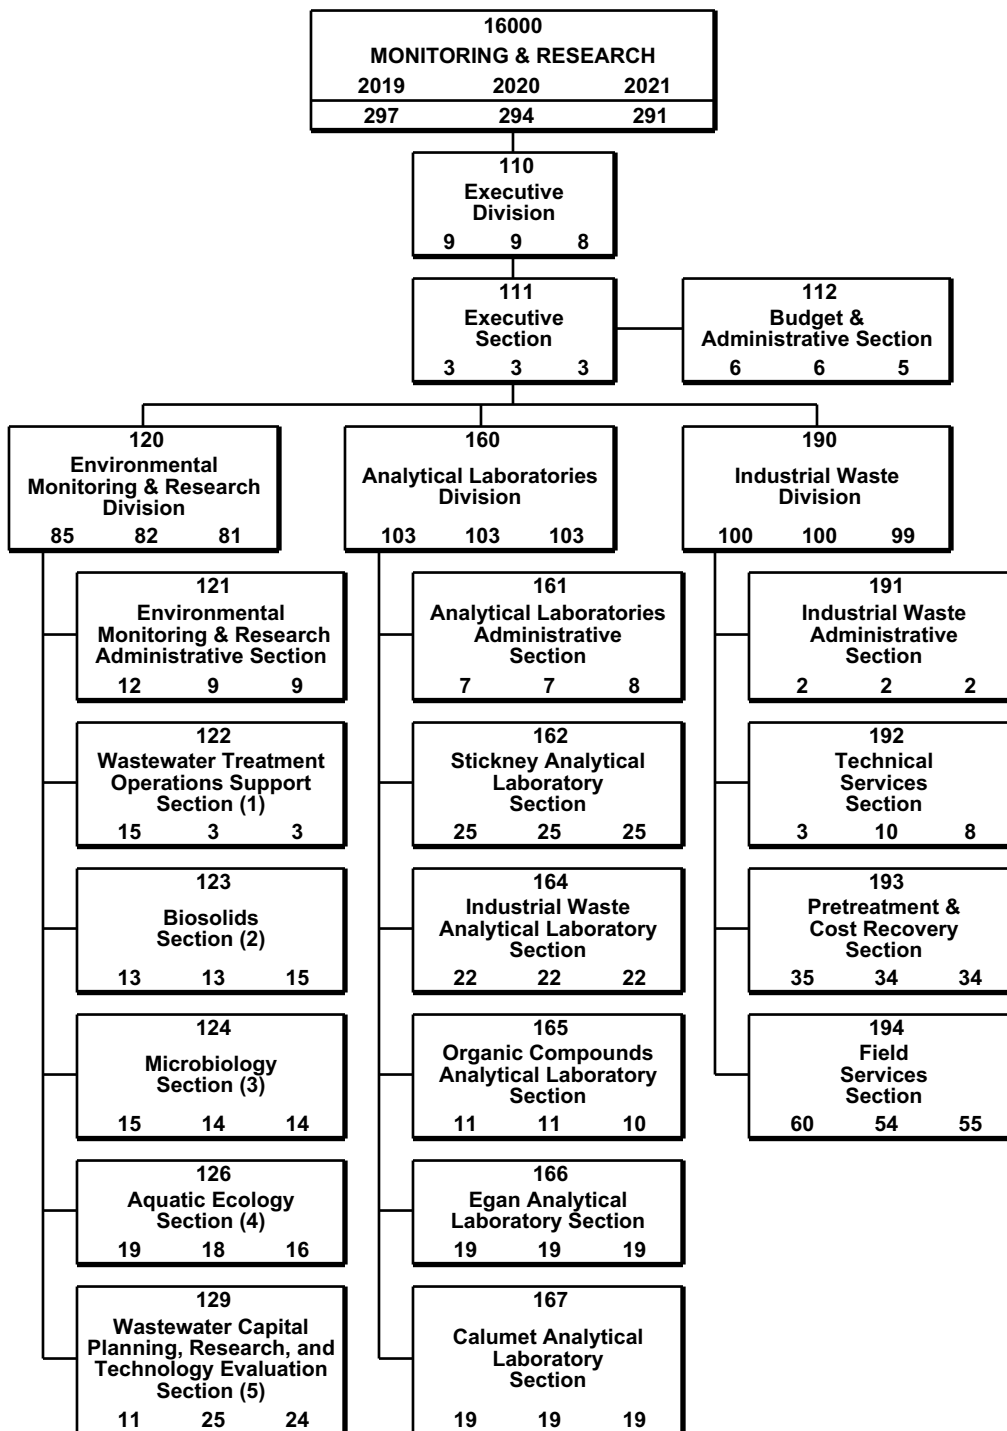 16000
MONITORING & RESEARCH
2019 2020 2021
297 294 291
110
Executive
Division
9 9 8
111
Executive
Section
3 3 3
112
Budget &
Administrative Section
6 6 5
120
Environmental
Monitoring & Research
Division
85 82 81
121
Environmental
Monitoring & Research
Administrative Section
12 9 9
122
Wastewater Treatment
Operations Support
Section (1)
15 3 3
123
Biosolids
Section (2)
13 13 15
124
Microbiology
Section (3)
15 14 14
126
Aquatic Ecology
Section (4)
19 18 16
129
Wastewater Capital
Planning, Research, and
Technology Evaluation
Section (5)
11 25 24
160
Analytical Laboratories
Division
103 103 103
161
Analytical Laboratories
Administrative
Section
7 7 8
162
Stickney Analytical
Laboratory
Section
25 25 25
164
Industrial Waste
Analytical Laboratory
Section
22 22 22
165
Organic Compounds
Analytical Laboratory
Section
11 11 10
166
Egan Analytical
Laboratory Section
19 19 19
167
Calumet Analytical
Laboratory
Section
19 19 19
190
Industrial Waste
Division
100 100 99
191
Industrial Waste
Administrative
Section
2 2 2
192
Technical
Services
Section
3 10 8
193
Pretreatment &
Cost Recovery
Section
35 34 34
194
Field
Services
Section
60 54 55